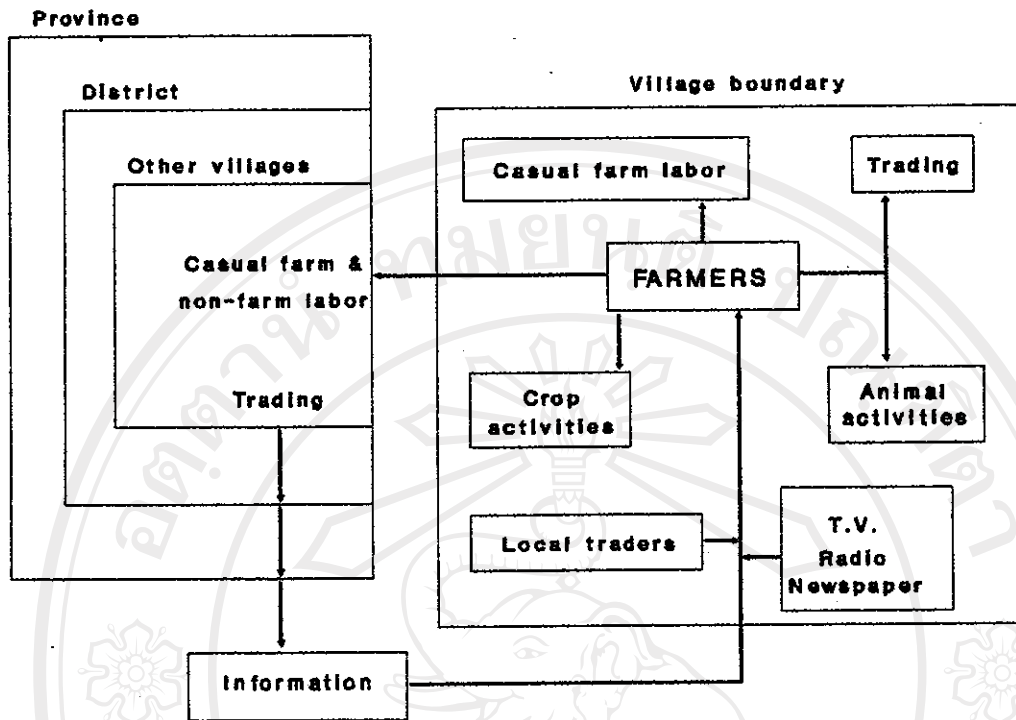 Province
District
Other villages
Casual farm &
non-farm labor
Trading
Information
Village boundary
Casual farm labor
Trading
FARMERS
Crop
activities
Animal
activities
Local traders
T.V.
Radio
Newspaper